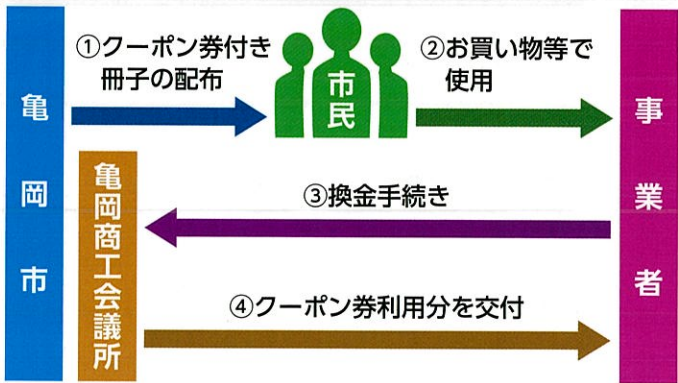 亀岡市
①クーポン券付き
冊子の配布
市民
②お買い物等で
使用
事業者
亀岡商工会議所
③換金手続き
④クーポン券利用分を交付